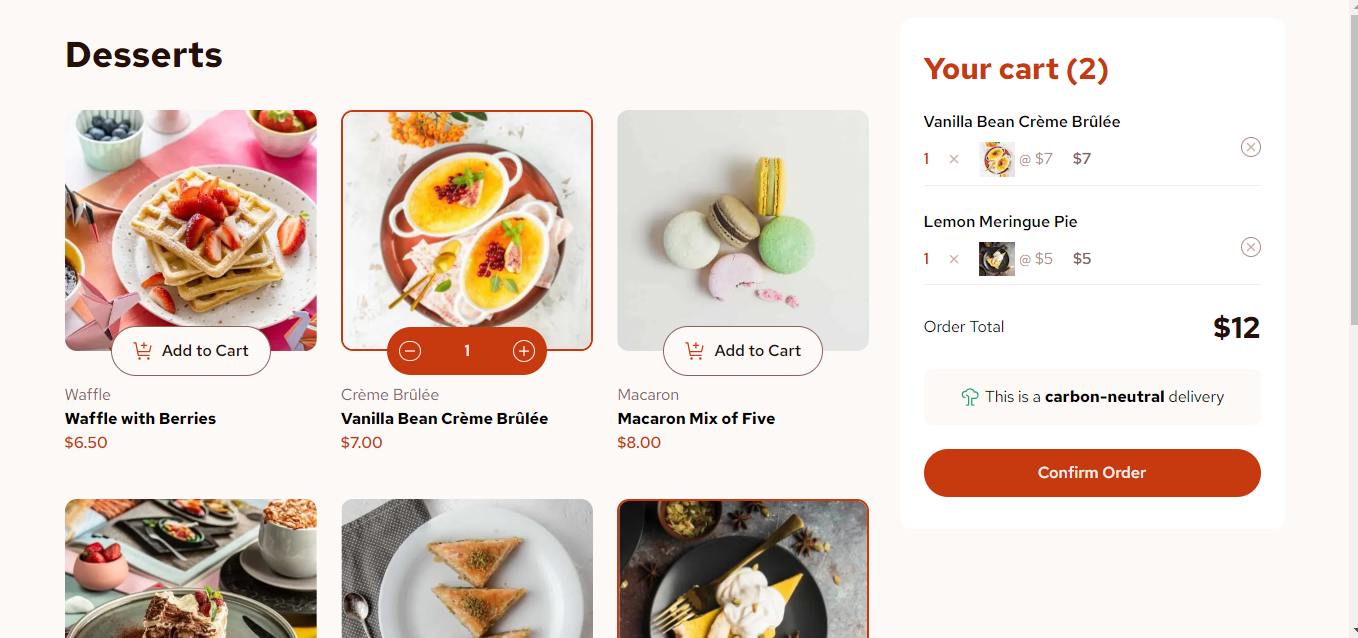 Desserts
Add to Cart
Waffle
Waffle with Berries
$6.50
1
Crème Brûlée
Vanilla Bean Crème Brûlée
$7.00
Add to Cart
Macaron
Macaron Mix of Five
$8.00
Your cart (2)
Vanilla Bean Crème Brûlée
1 × @ $7 $7
Lemon Meringue Pie
1 × @ $5 $5
Order Total $12
This is a carbon-neutral delivery
Confirm Order